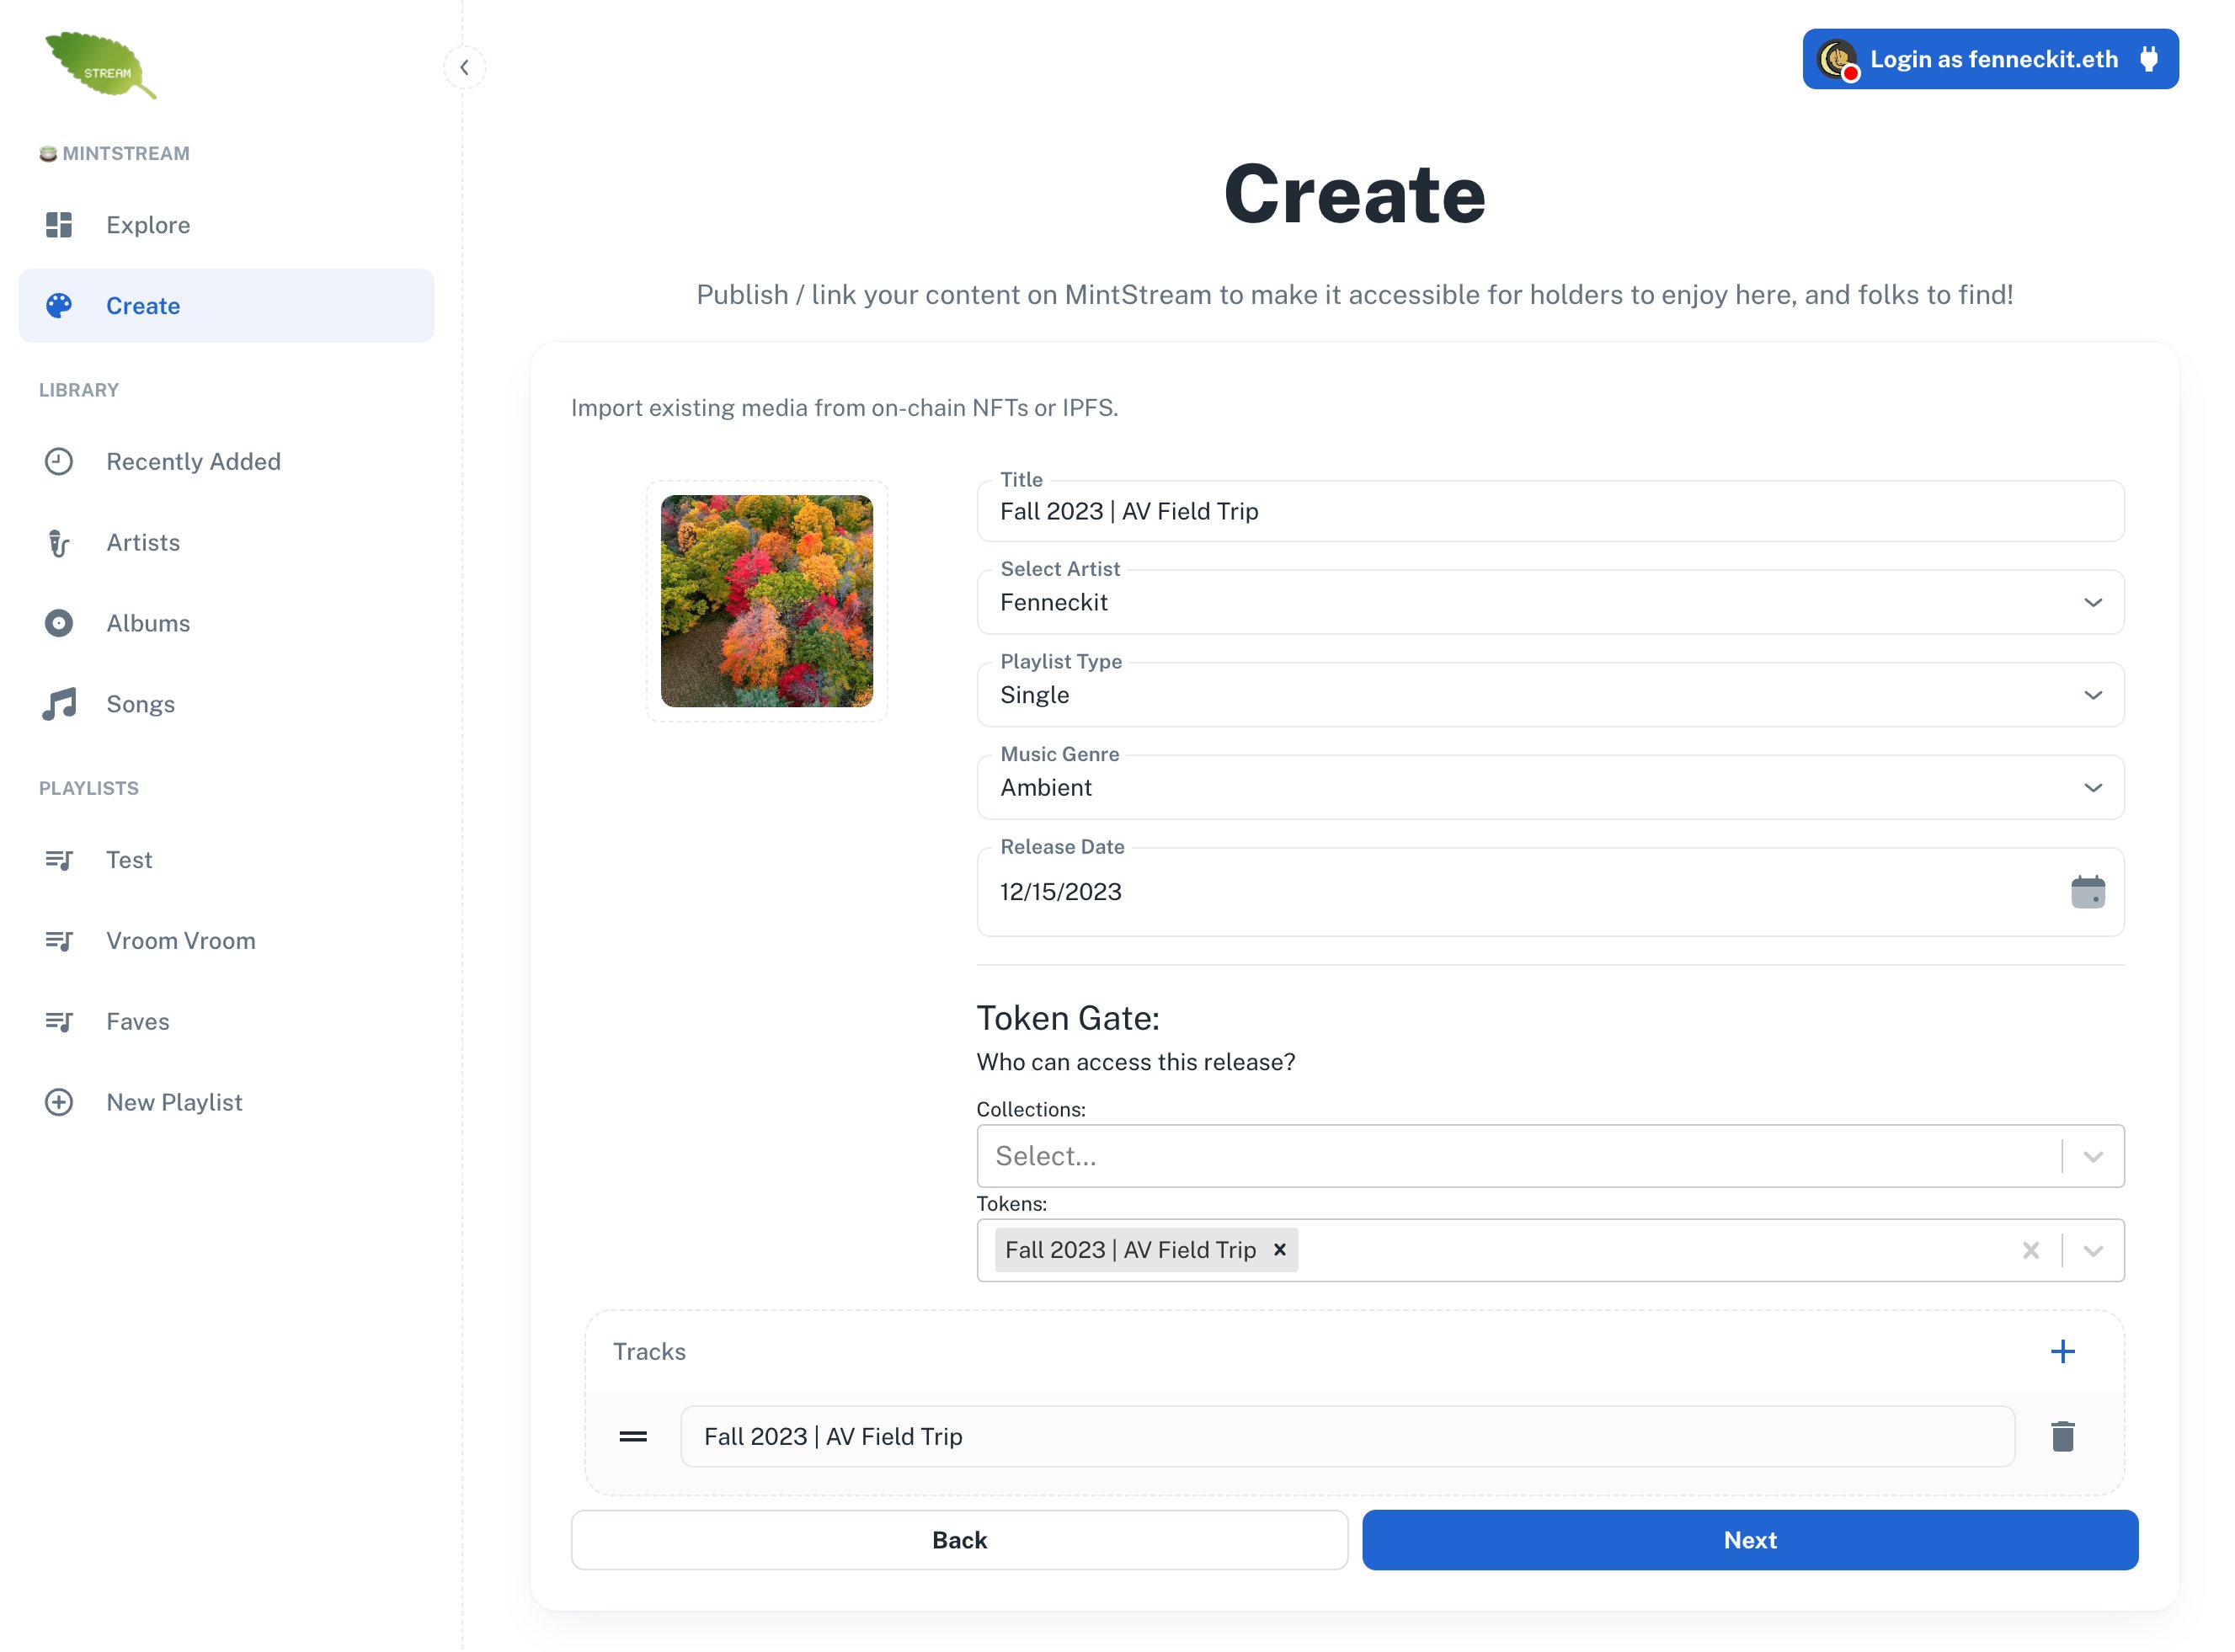 STREAM
MINTSTREAM
Explore
Create
LIBRARY
Recently Added
Artists
Albums
Songs
PLAYLISTS
Test
Vroom Vroom
Faves
New Playlist
Login as fenneckit.eth
Create
Publish / link your content on MintStream to make it accessible for holders to enjoy here, and folks to find!
Import existing media from on-chain NFTs or IPFS.
Title
Fall 2023 | AV Field Trip
Select Artist
Fenneckit
Playlist Type
Single
Music Genre
Ambient
Release Date
12/15/2023
Token Gate:
Who can access this release?
Collections:
Select...
Tokens:
Fall 2023 | AV Field Trip
Tracks
Fall 2023 | AV Field Trip
Back
Next